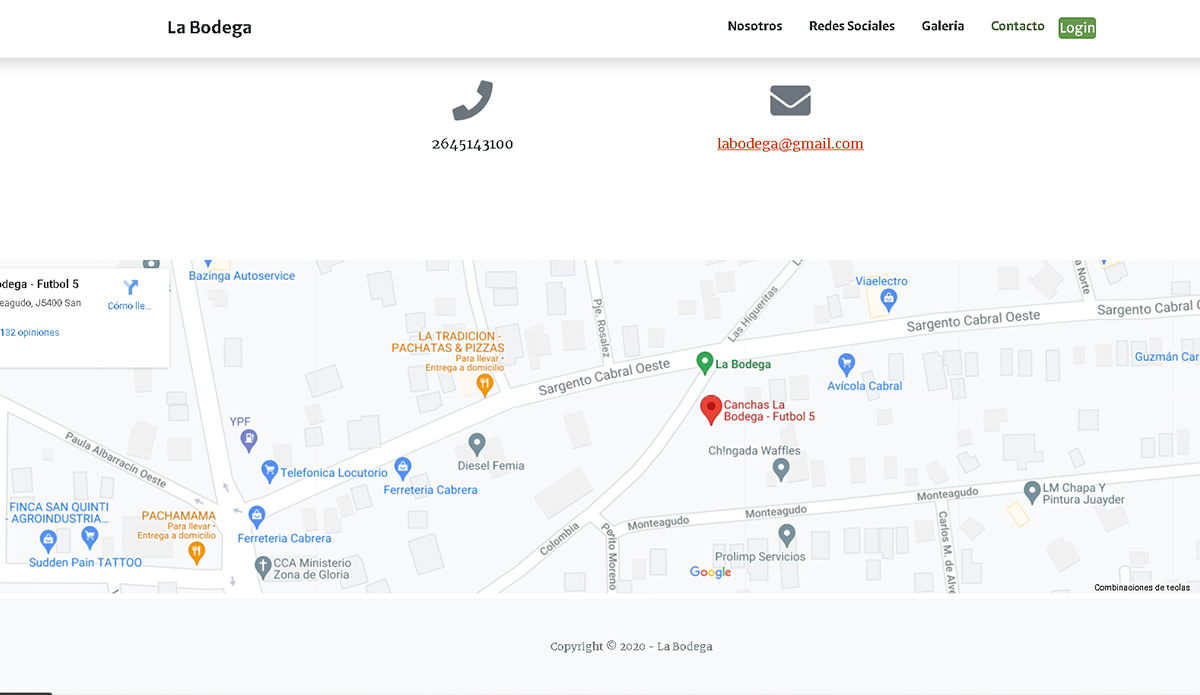 La Bodega
Nosotros
Redes Sociales
Galeria
Contacto
Login
2645143100
labodega@gmail.com
odega - Futbol 5
eagudo, J5400 San
Cómo lle...
132 opiniones
Bazinga Autoservice
LA TRADICION -
PACHATAS & PIZZAS
Para llevar •
Entrega a domicilio
Pje. Rosalez
Las Higueritas
Viaelectro
a Norte
Sargento Cabral Oeste
Sargento Cabral O
Sargento Cabral Oeste
La Bodega
Avícola Cabral
Guzmán Car
Canchas La
Bodega - Futbol 5
YPF
Paula Albarracín Oeste
Telefonica Locutorio
Ferreteria Cabrera
Diesel Femia
Ch!ngada Waffles
LM Chapa Y
Pintura Juayder
Monteagudo
Monteagudo
Monteagudo
FINCA SAN QUINTI
- AGROINDUSTRIA...
Sudden Pain TATTOO
PACHAMAMA
Para llevar •
Entrega a domicilio
Ferreteria Cabrera
CCA Ministerio
Zona de Gloria
Colombia
Perito Moreno
Prolimp Servicios
Carlos M. de Alve
Google
Combinaciones de teclas
Copyright © 2020 - La Bodega